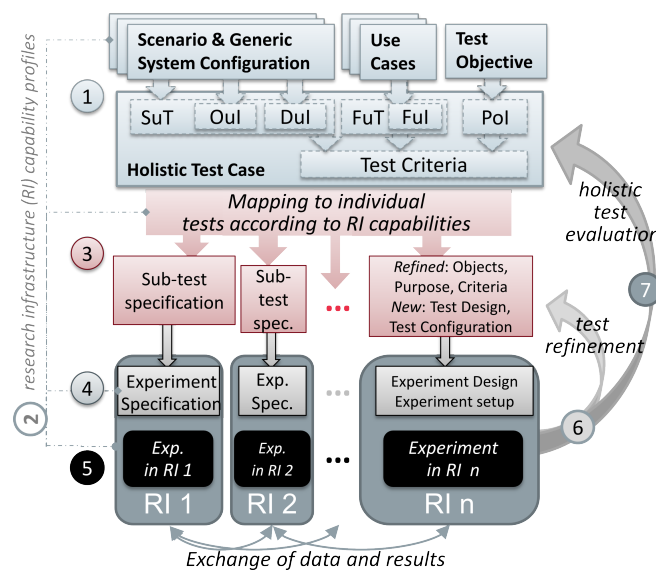 Scenario & Generic
System Configuration
Use
Cases
Test
Objective
1
SuT
OuI
DuI
FuT
FuI
PoI
Holistic Test Case
Test Criteria
research infrastructure (RI) capability profiles
2
Mapping to individual
tests according to RI capabilities
holistic
test
evaluation
3
Sub-test
specification
Sub-
test
spec.
...
Refined: Objects,
Purpose, Criteria
New: Test Design,
Test Configuration
7
test
refinement
4
Experiment
Specification
Exp.
Spec.
...
Experiment Design
Experiment setup
6
5
Exp.
in RI 1
Exp.
in RI 2
...
Experiment
in RI n
RI 1
RI 2
RI n
Exchange of data and results